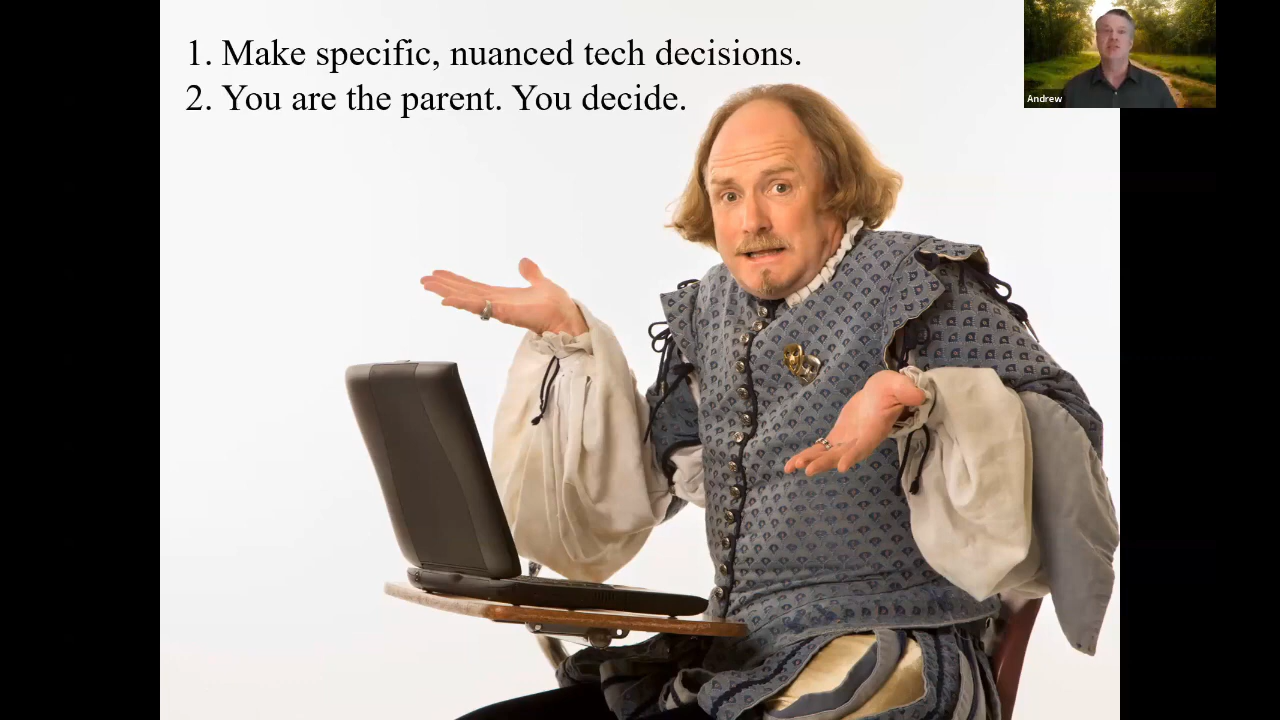 1. Make specific, nuanced tech decisions.
2. You are the parent. You decide.
Andrew